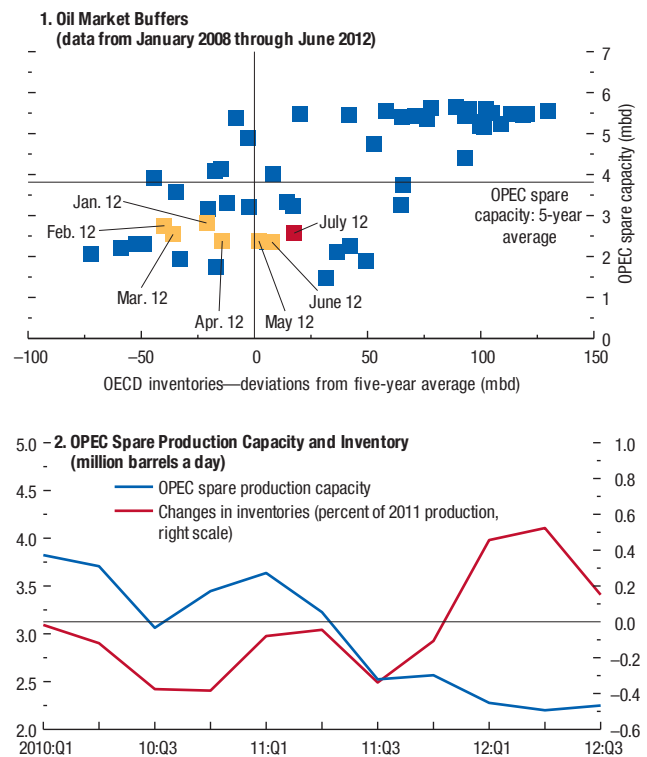 1. Oil Market Buffers
(data from January 2008 through June 2012)
7
6
5
4
3
2
1
0
OPEC spare capacity (mbd)
OPEC spare
capacity: 5-year
average
Jan. 12
Feb. 12
Mar. 12
Apr. 12
May 12
June 12
July 12
–100
–50
0
50
100
150
OECD inventories—deviations from five-year average (mbd)
2. OPEC Spare Production Capacity and Inventory
(million barrels a day)
OPEC spare production capacity
Changes in inventories (percent of 2011 production,
right scale)
5.0
4.5
4.0
3.5
3.0
2.5
2.0
1.0
0.8
0.6
0.4
0.2
0.0
–0.2
–0.4
–0.6
2010:Q1
10:Q3
11:Q1
11:Q3
12:Q1
12:Q3